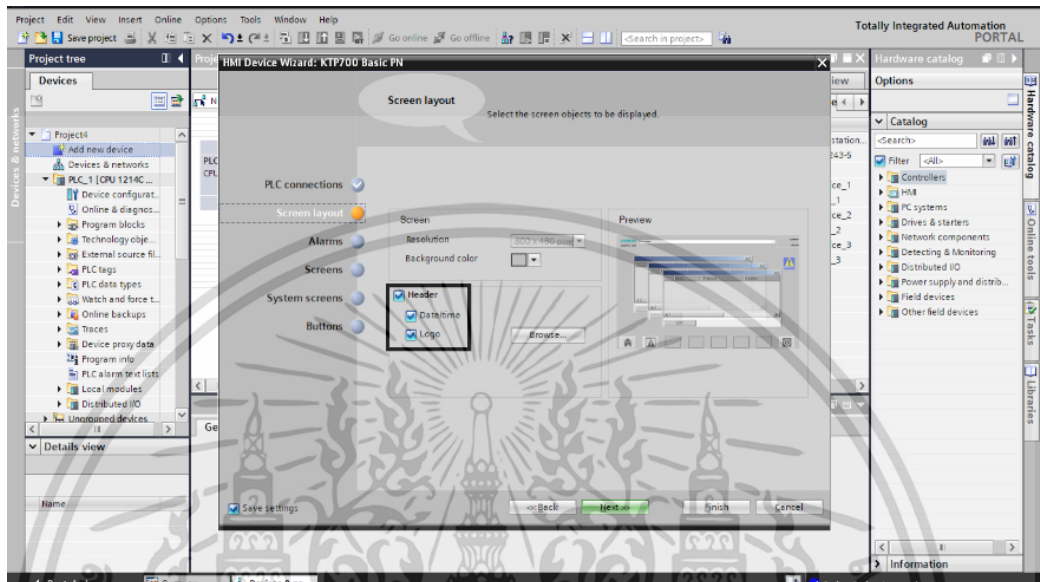 Project Edit View Insert Online Options Tools Window Help
Totally Integrated Automation
PORTAL
Save project Go online Go offline <Search in project>
Project tree
HMI Device Wizard: KTP700 Basic PN
Hardware catalog
Devices
Options
Screen layout
Select the screen objects to be displayed.
Catalog
<Search>
Filter <All>
Project4
Add new device
Devices & networks
PLC_1 [CPU 1214C ...
Device configurat...
Online & diagnos...
Program blocks
Technology obje...
External source fil...
PLC tags
PLC data types
Watch and force t...
Online backups
Traces
Device proxy data
Program info
PLC alarm text lists
Local modules
Distributed I/O
Ungrouped devices
Details view
Name
PLC connections
Screen layout
Alarms
Screens
System screens
Buttons
Screen
Resolution 800 x 480 pixel
Background color
Header
Date/time
Logo
Browse...
Preview
Save settings
<< Back
Next >>
Finish
Cancel
Controllers
HMI
PC systems
Drives & starters
Network components
Detecting & Monitoring
Distributed I/O
Power supply and distrib...
Field devices
Other field devices
Information
Devices & networks
Hardware catalog
Online tools
Tasks
Libraries